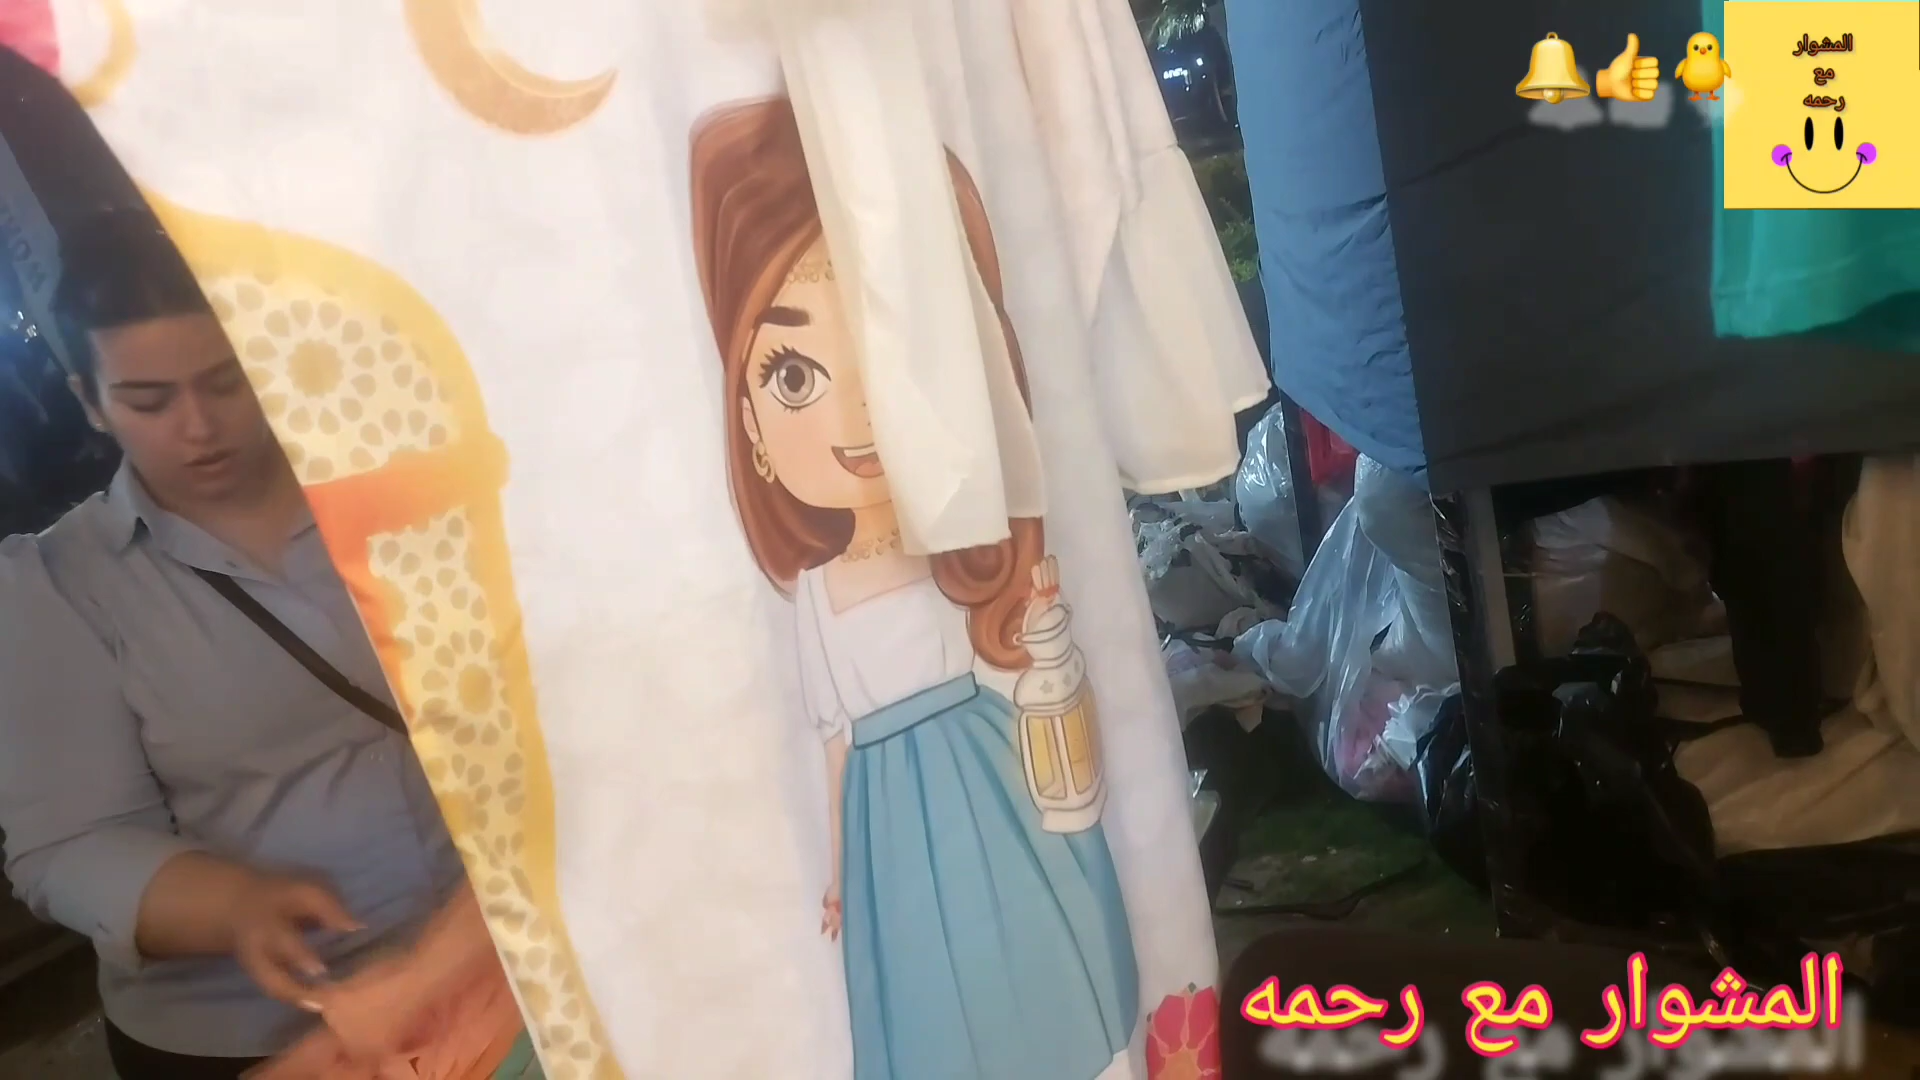 المشوار
مع
رحمه
المشوار مع رحمه